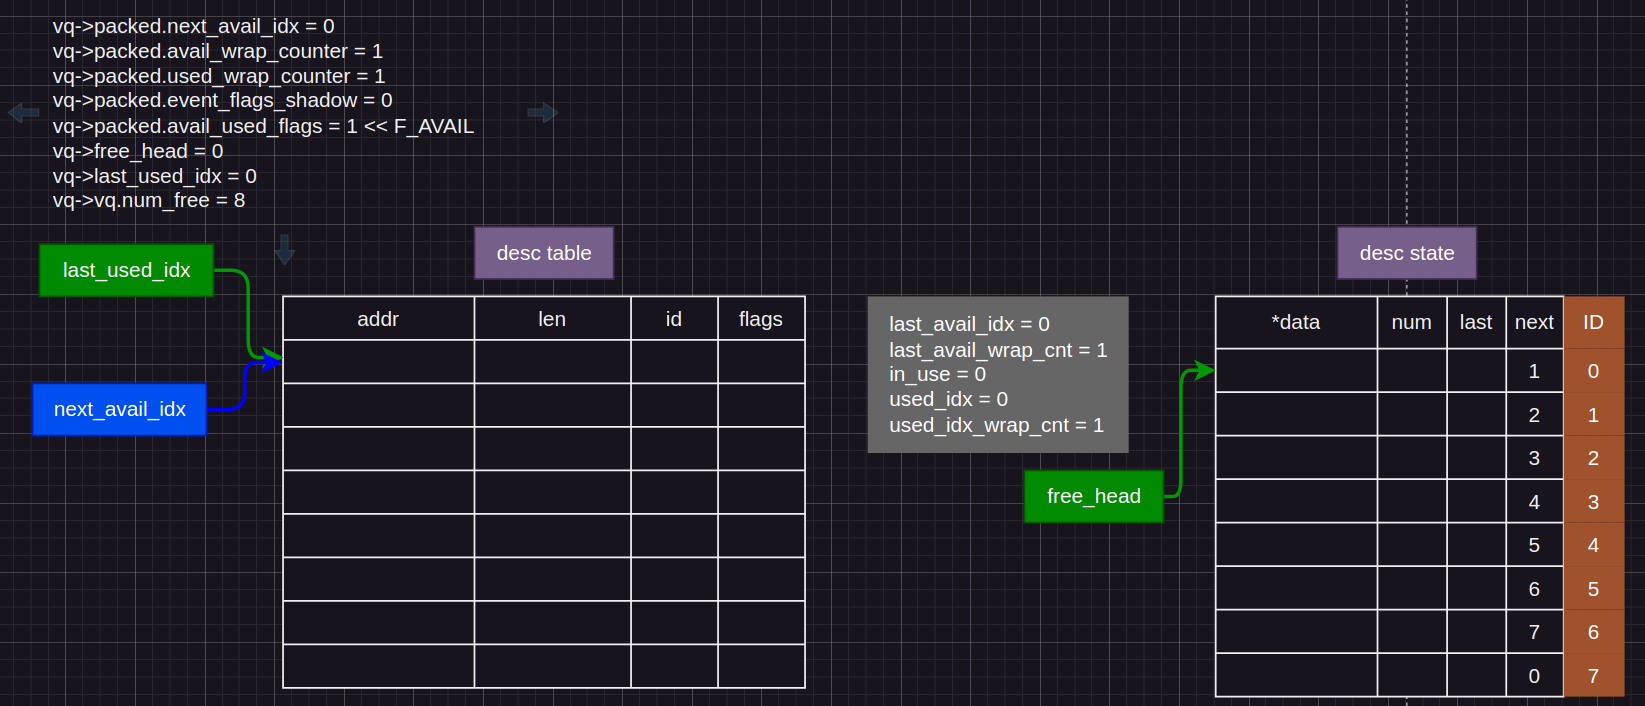 vq->packed.next_avail_idx = 0
vq->packed.avail_wrap_counter = 1
vq->packed.used_wrap_counter = 1
vq->packed.event_flags_shadow = 0
vq->packed.avail_used_flags = 1 << F_AVAIL
vq->free_head = 0
vq->last_used_idx = 0
vq->vq.num_free = 8
last_used_idx
next_avail_idx
desc table
addr len id flags
last_avail_idx = 0
last_avail_wrap_cnt = 1
in_use = 0
used_idx = 0
used_idx_wrap_cnt = 1
free_head
desc state
*data num last next ID
1 0
2 1
3 2
4 3
5 4
6 5
7 6
0 7